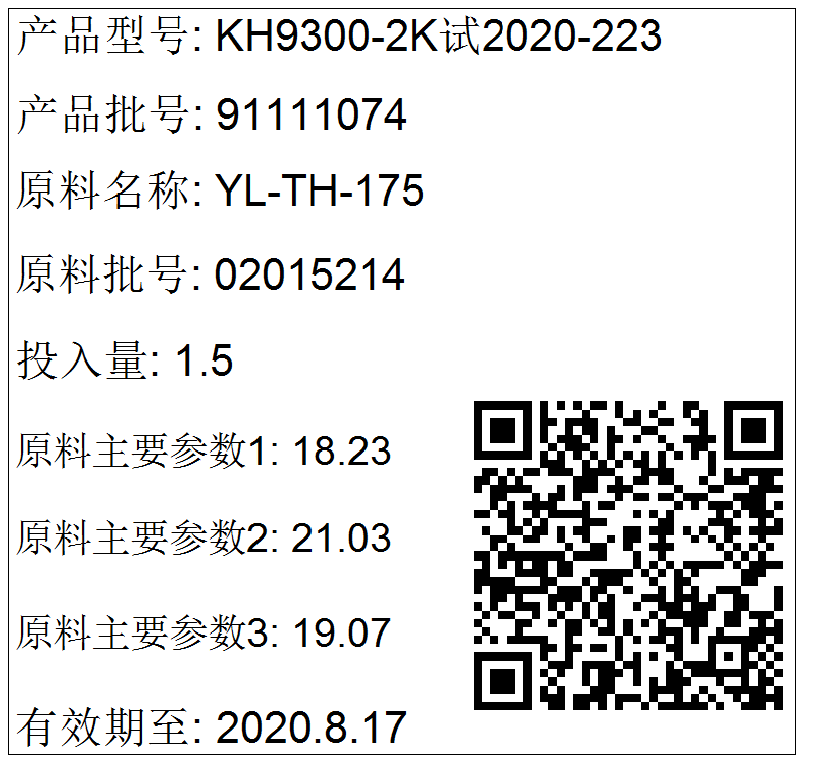 产品型号: KH9300-2K试2020-223
产品批号: 91111074
原料名称: YL-TH-175
原料批号: 02015214
投入量: 1.5
原料主要参数1: 18.23
原料主要参数2: 21.03
原料主要参数3: 19.07
有效期至: 2020.8.17